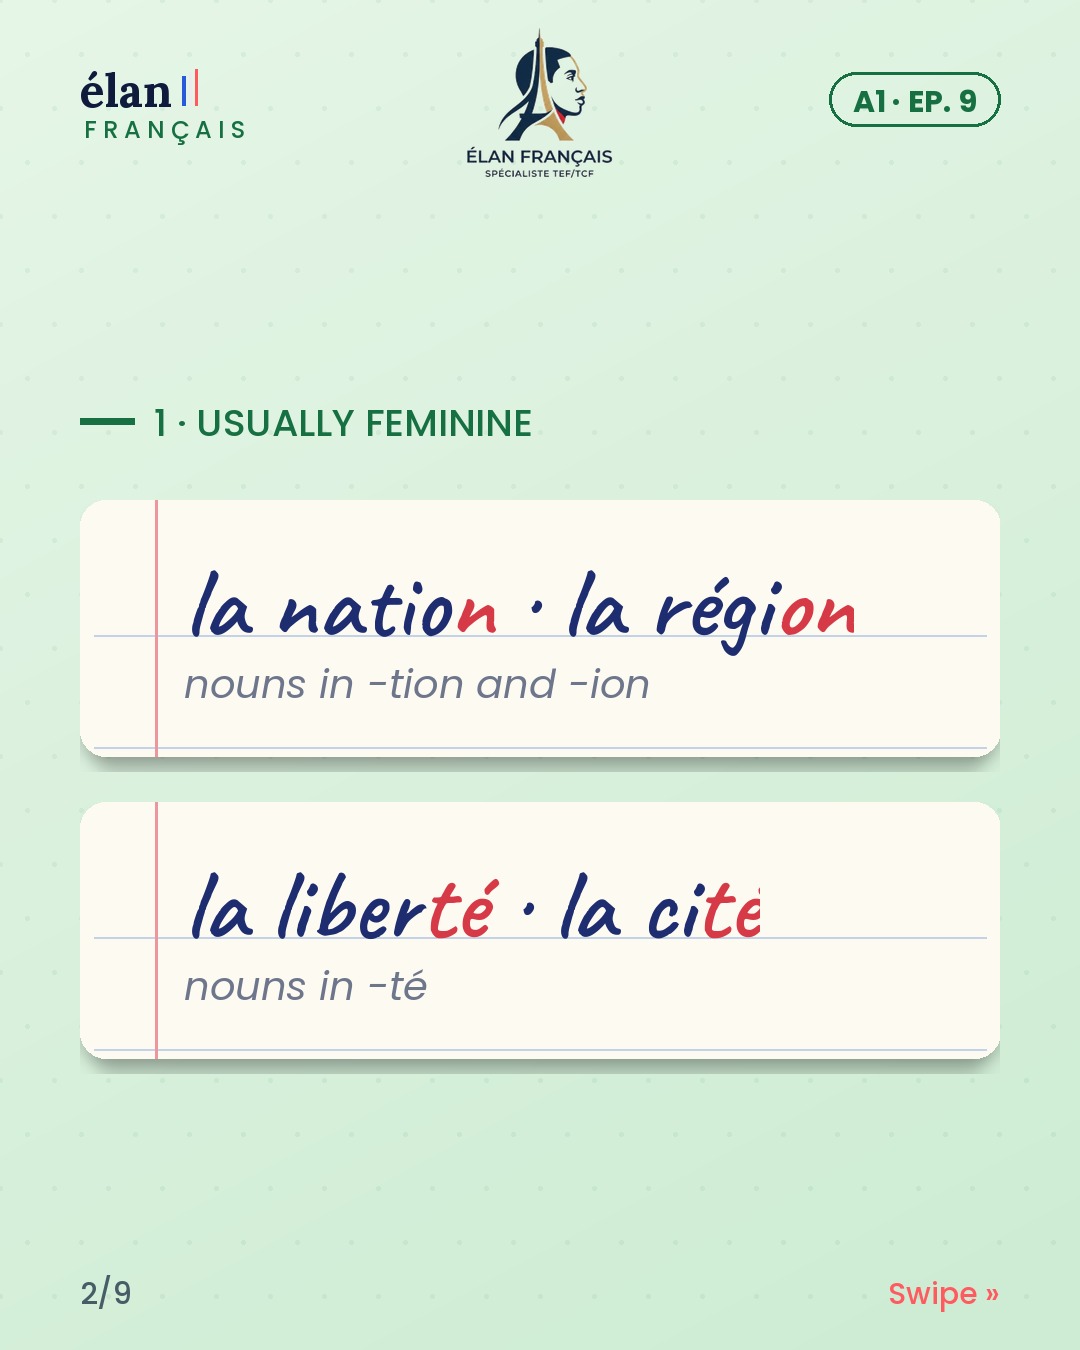 élan
FRANÇAIS
ÉLAN FRANÇAIS
SPÉCIALISTE TEF/TCF
A1 · EP. 9
1 · USUALLY FEMININE
la nation · la région
nouns in -tion and -ion
la liberté · la cité
nouns in -té
2/9
Swipe »